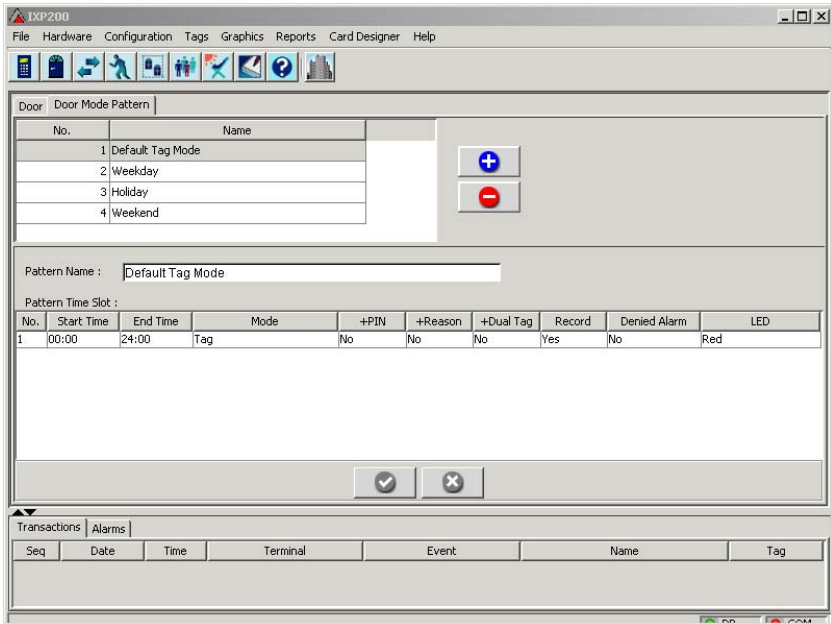 IXP200
File Hardware Configuration Tags Graphics Reports Card Designer Help
Door Door Mode Pattern
No. Name
1 Default Tag Mode
2 Weekday
3 Holiday
4 Weekend
Pattern Name : Default Tag Mode
Pattern Time Slot :
No. Start Time End Time Mode +PIN +Reason +Dual Tag Record Denied Alarm LED
1 00:00 24:00 Tag No No No Yes No Red
Transactions Alarms
Seq Date Time Terminal Event Name Tag
DB COM